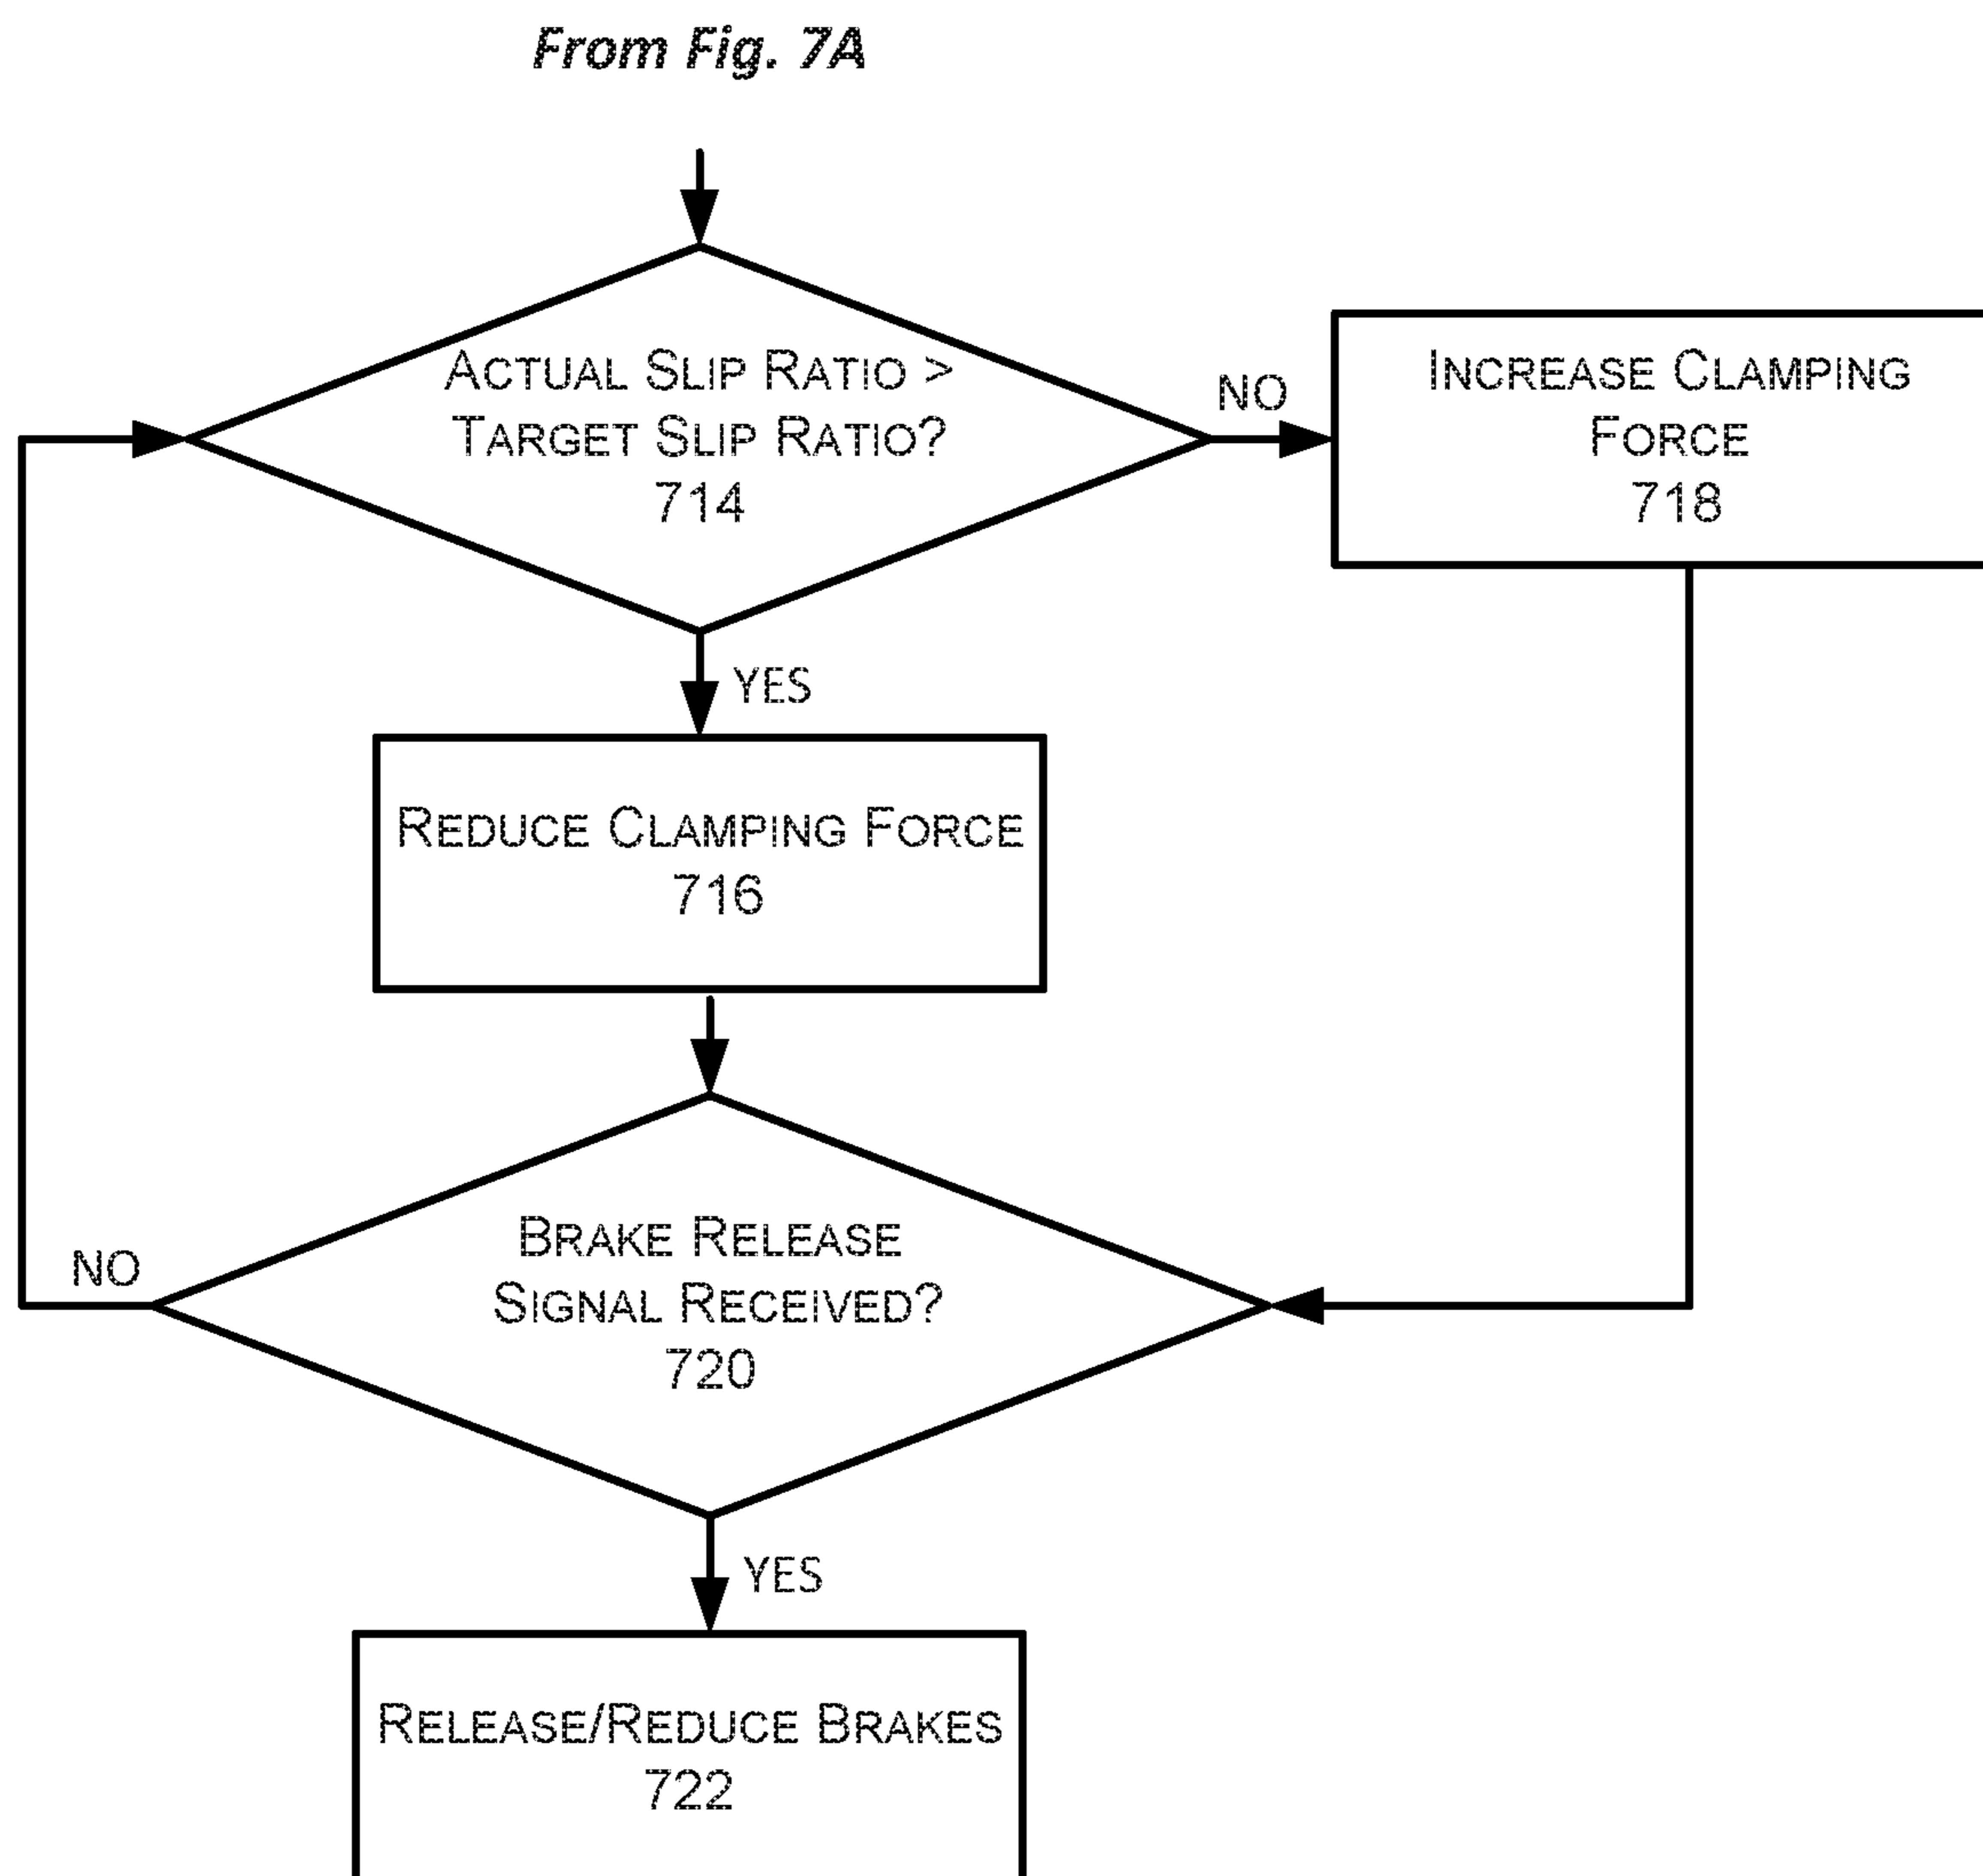 From Fig. 7A
Actual Slip Ratio >
Target Slip Ratio?
714
NO
Increase Clamping
Force
718
YES
Reduce Clamping Force
716
Brake Release
Signal Received?
720
NO
YES
Release/Reduce Brakes
722